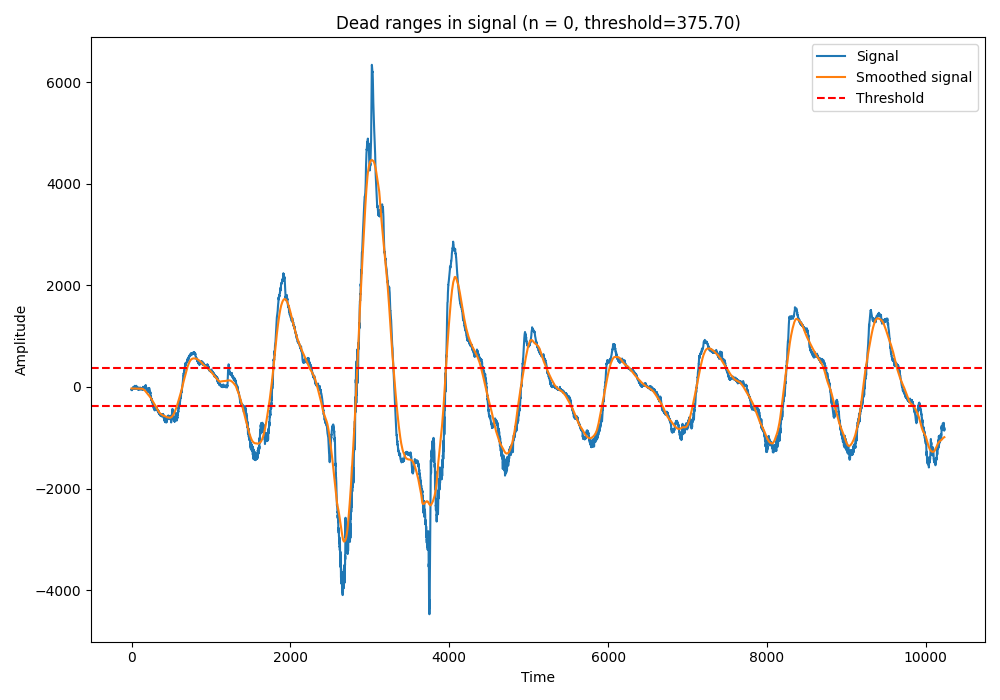 Dead ranges in signal (n = 0, threshold=375.70)
Signal
Smoothed signal
Threshold
Amplitude
6000
4000
2000
0
−2000
−4000
0 2000 4000 6000 8000 10000
Time